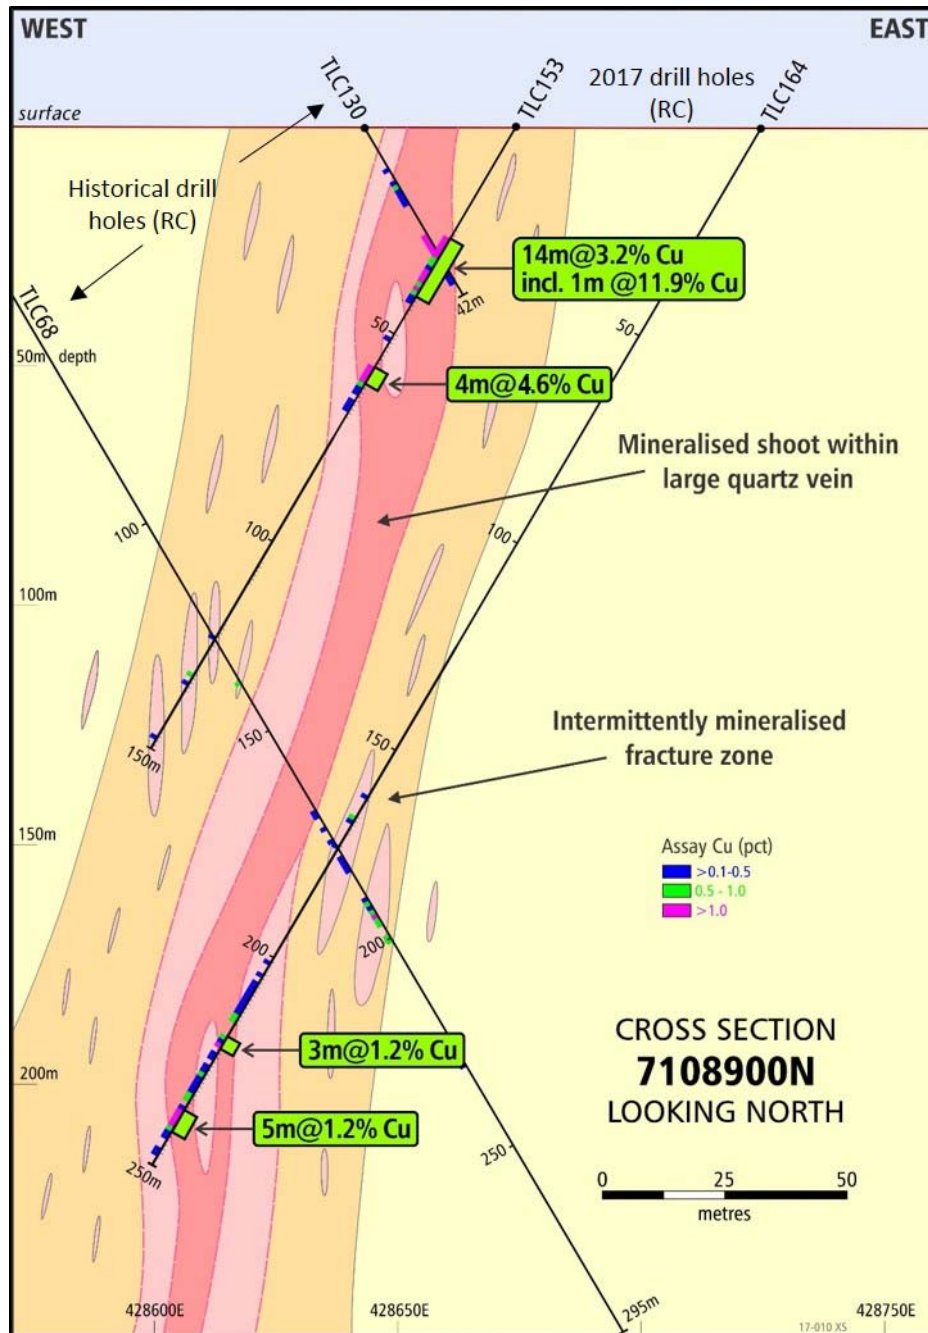 WEST
EAST
TLC130
TLC153
2017 drill holes
(RC)
TLC164
surface
Historical drill
holes (RC)
TLC68
14m@3.2% Cu
incl. 1m @11.9% Cu
42m
50
50
50m depth
4m@4.6% Cu
Mineralised shoot within
large quartz vein
100
100
100
100m
150
150m
150
Intermittently mineralised
fracture zone
150m
Assay Cu (pct)
>0.1-0.5
0.5 - 1.0
>1.0
200
200
3m@1.2% Cu
CROSS SECTION
7108900N
LOOKING NORTH
200m
5m@1.2% Cu
250
250m
0 25 50
metres
428600E
428650E
295m
428750E
17-010 XS